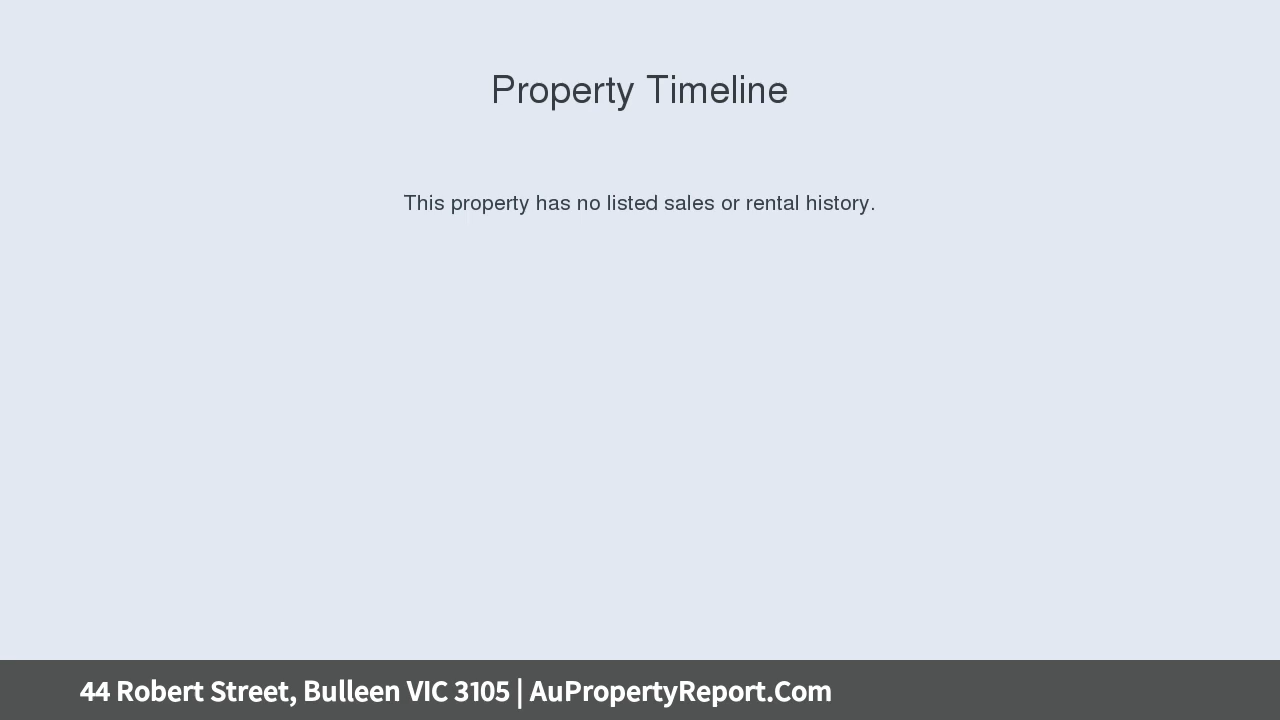 Property Timeline
This property has no listed sales or rental history.
44 Robert Street, Bulleen VIC 3105 | AuPropertyReport.Com